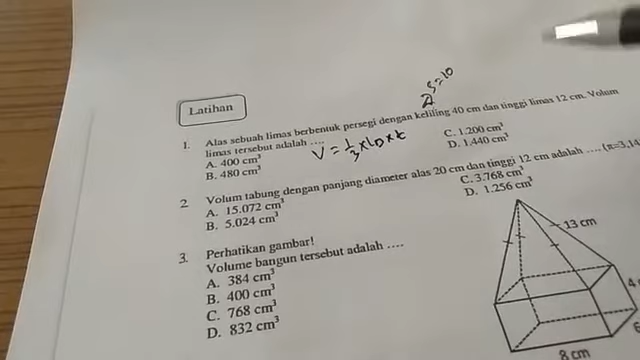 Latihan
s=10
1. Alas sebuah limas berbentuk persegi dengan keliling 40 cm dan tinggi limas 12 cm. Volum
limas tersebut adalah ....
V = 1/3 × LA × t
A. 400 cm³
C. 1.200 cm³
B. 480 cm³
D. 1.440 cm³
2. Volum tabung dengan panjang diameter alas 20 cm dan tinggi 12 cm adalah .... (π=3,14
A. 15.072 cm³
C. 3.768 cm³
B. 5.024 cm³
D. 1.256 cm³
3. Perhatikan gambar!
Volume bangun tersebut adalah ....
A. 384 cm³
B. 400 cm³
C. 768 cm³
D. 832 cm³
13 cm
4
6
8 cm